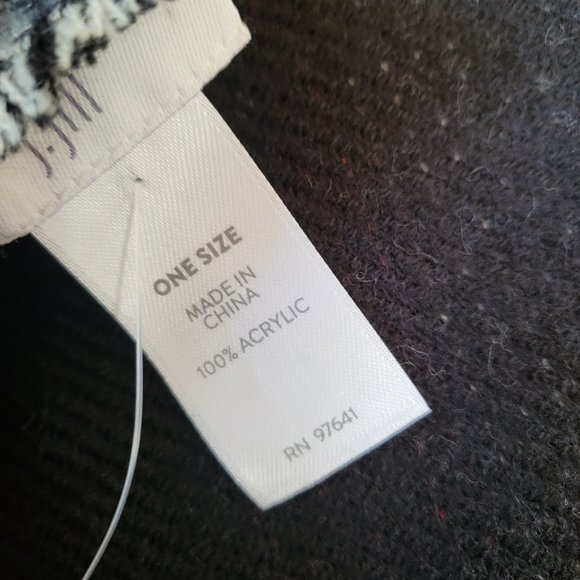 J.Jill
ONE SIZE
MADE IN
CHINA
100% ACRYLIC
RN 97641